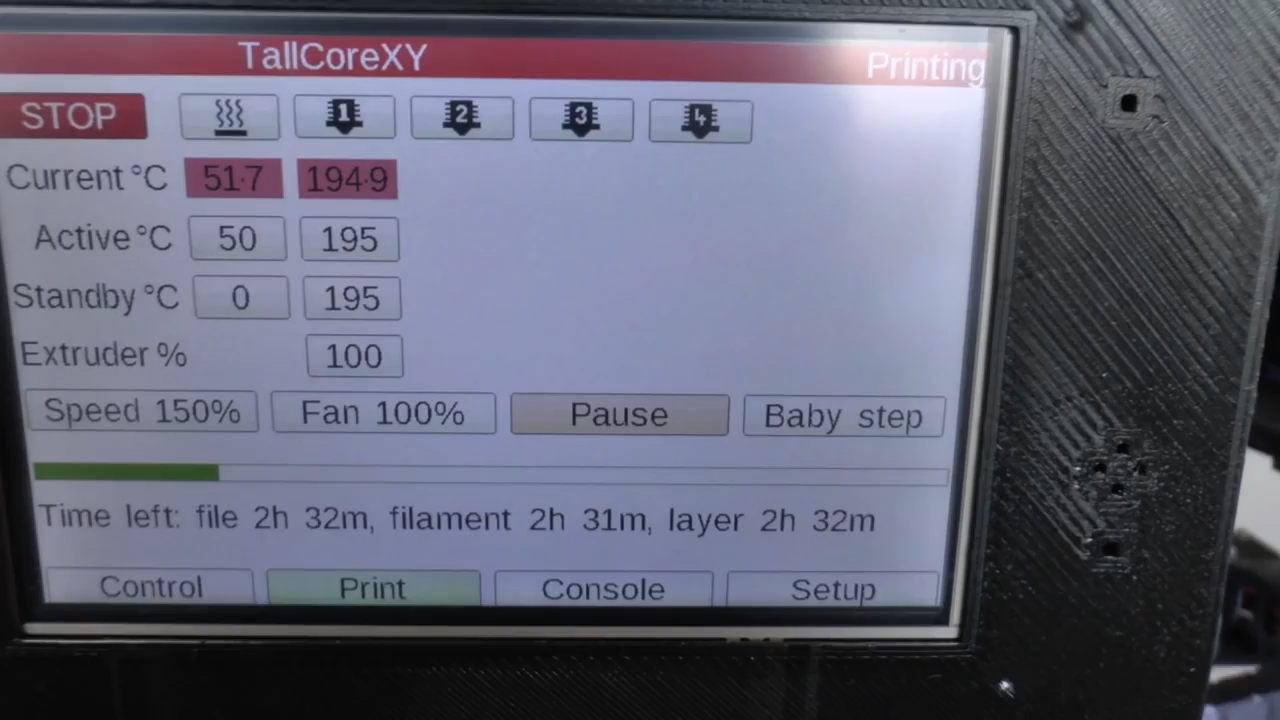 TallCoreXY Printing
STOP 1 2 3 4
Current °C 51.7 194.9
Active °C 50 195
Standby °C 0 195
Extruder % 100
Speed 150% Fan 100% Pause Baby step
Time left: file 2h 32m, filament 2h 31m, layer 2h 32m
Control Print Console Setup